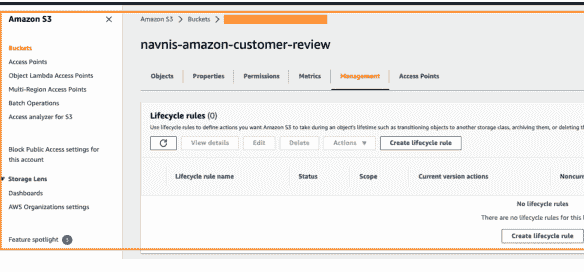 Amazon S3
Amazon S3 > Buckets >
navnis-amazon-customer-review
Buckets
Access Points
Object Lambda Access Points
Multi-Region Access Points
Batch Operations
Access analyzer for S3
Block Public Access settings for
this account
Storage Lens
Dashboards
AWS Organizations settings
Feature spotlight
Objects Properties Permissions Metrics Management Access Points
Lifecycle rules (0)
Use lifecycle rules to define actions you want Amazon S3 to take during an object's lifetime such as transitioning objects to another storage class, archiving them, or deleting
View details Edit Delete Actions Create lifecycle rule
Lifecycle rule name Status Scope Current version actions
No lifecycle rules
There are no lifecycle rules for this
Create lifecycle rule